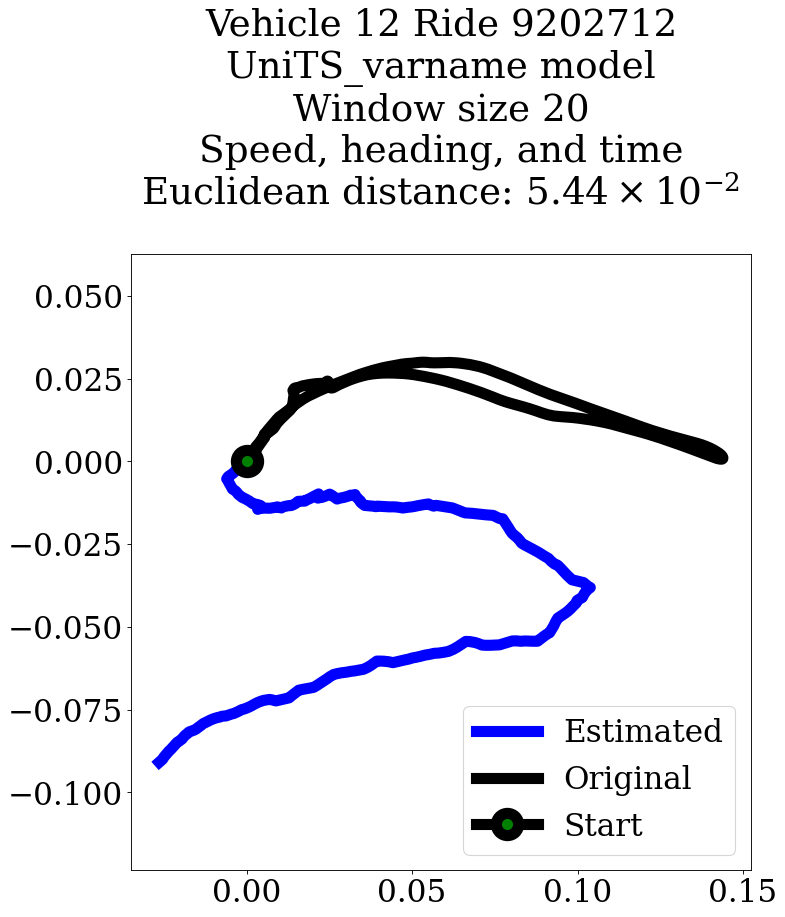 Vehicle 12 Ride 9202712
UniTS_varname model
Window size 20
Speed, heading, and time
Euclidean distance: 5.44 × 10⁻²
0.050
0.025
0.000
−0.025
−0.050
−0.075
−0.100
Estimated
Original
Start
0.00 0.05 0.10 0.15